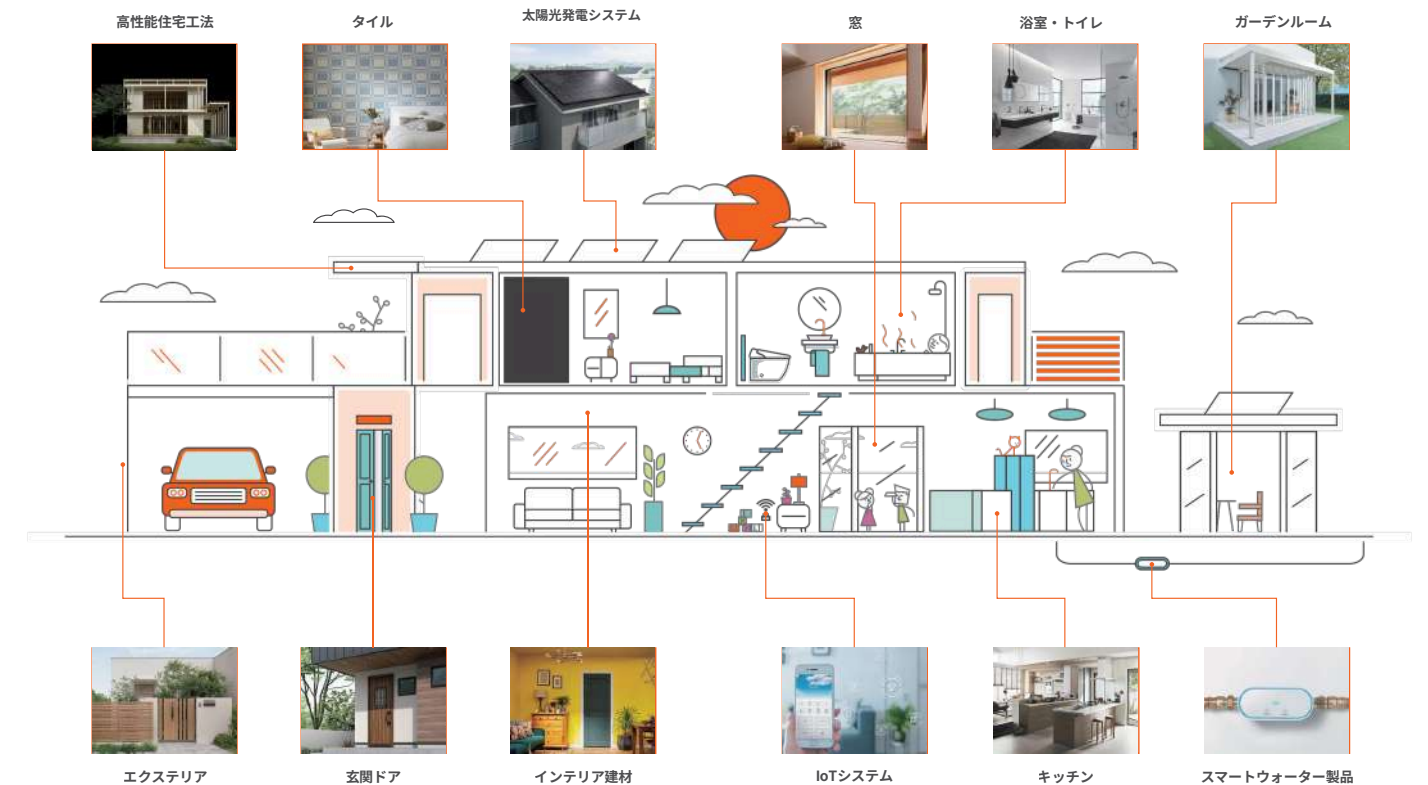 高性能住宅工法
タイル
太陽光発電システム
窓
浴室・トイレ
ガーデンルーム
エクステリア
玄関ドア
インテリア建材
IoTシステム
キッチン
スマートウォーター製品